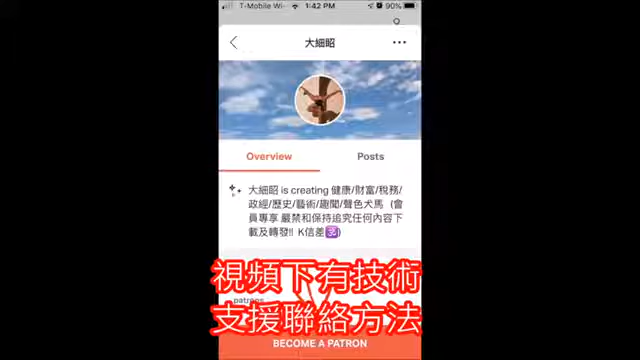 T-Mobile Wi-
1:42 PM
90%
大細昭
Overview
Posts
大細昭 is creating 健康/財富/稅務/
政經/歷史/藝術/趣聞/聲色犬馬 (會
員專享 嚴禁和保持追究任何內容下
載及轉發!! K信差🕉)
視頻下有技術
patrons
支援聯絡方法
BECOME A PATRON